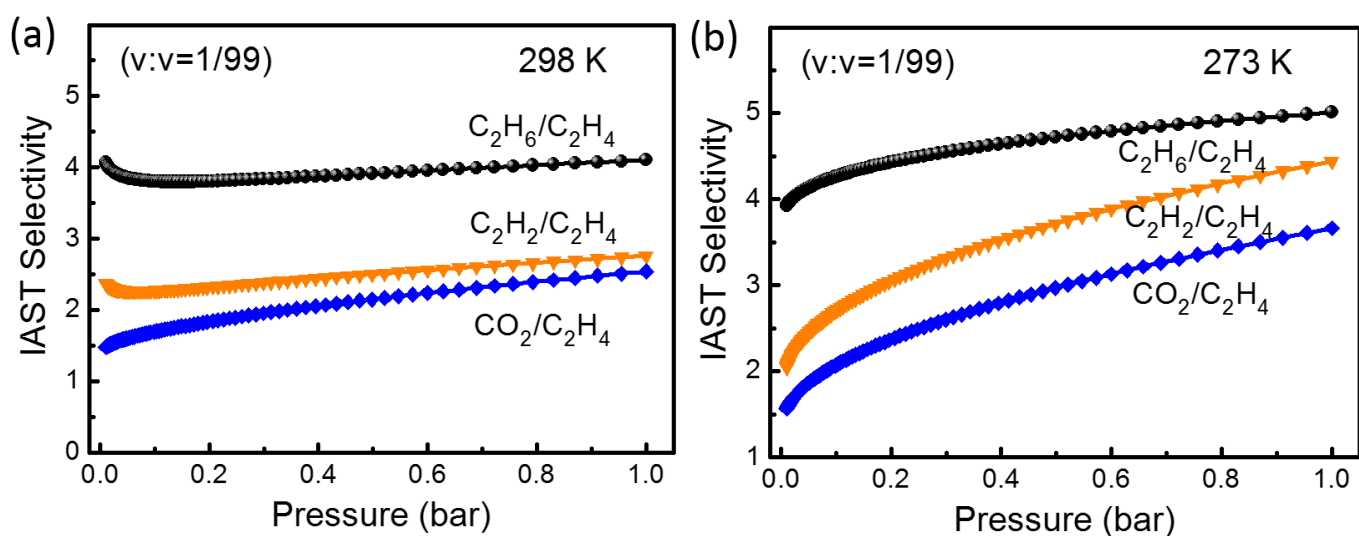 (a)
(v:v=1/99) 298 K
IAST Selectivity
5
4
3
2
1
0
C₂H₆/C₂H₄
C₂H₂/C₂H₄
CO₂/C₂H₄
0.0 0.2 0.4 0.6 0.8 1.0
Pressure (bar)
(b)
(v:v=1/99) 273 K
IAST Selectivity
5
4
3
2
1
C₂H₆/C₂H₄
C₂H₂/C₂H₄
CO₂/C₂H₄
0.0 0.2 0.4 0.6 0.8 1.0
Pressure (bar)